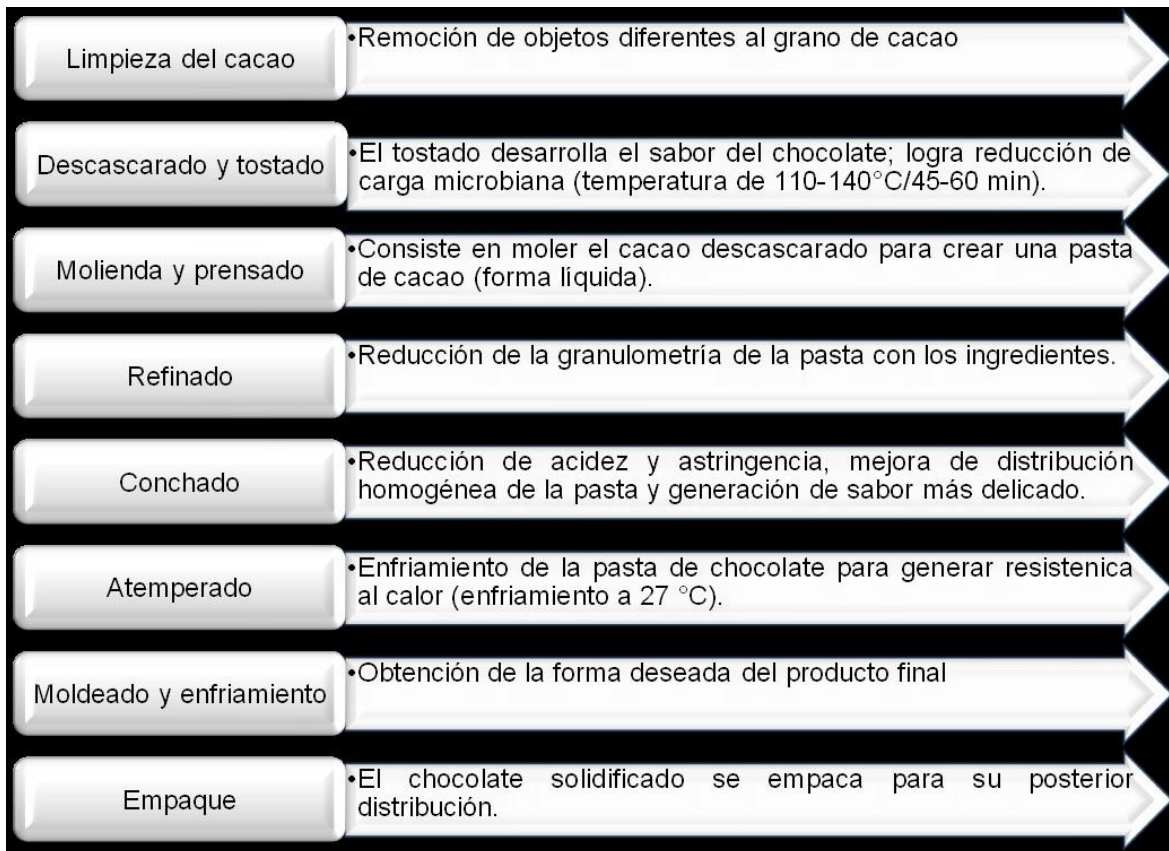 Limpieza del cacao
•Remoción de objetos diferentes al grano de cacao
Descascarado y tostado
•El tostado desarrolla el sabor del chocolate; logra reducción de
carga microbiana (temperatura de 110-140°C/45-60 min).
Molienda y prensado
•Consiste en moler el cacao descascarado para crear una pasta
de cacao (forma líquida).
Refinado
•Reducción de la granulometría de la pasta con los ingredientes.
Conchado
•Reducción de acidez y astringencia, mejora de distribución
homogénea de la pasta y generación de sabor más delicado.
Atemperado
•Enfriamiento de la pasta de chocolate para generar resistenica
al calor (enfriamiento a 27 °C).
Moldeado y enfriamiento
•Obtención de la forma deseada del producto final
Empaque
•El chocolate solidificado se empaca para su posterior
distribución.